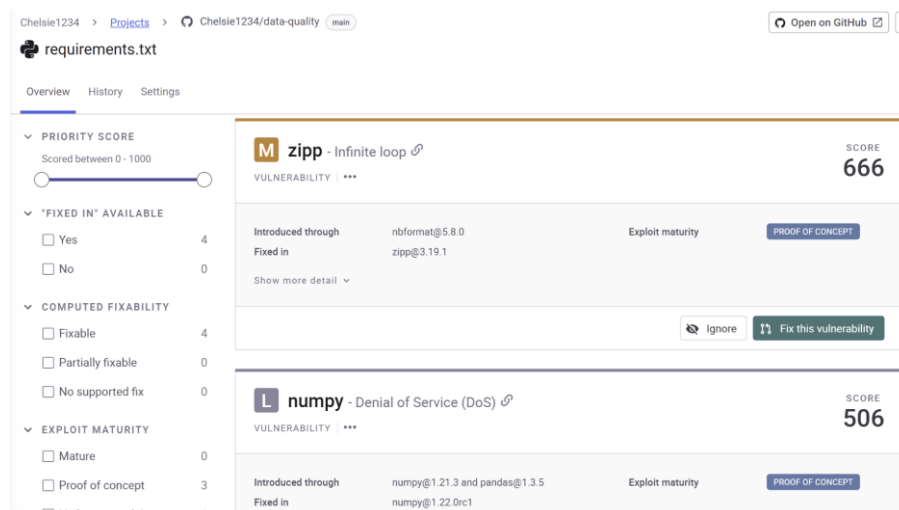 Chelsie1234 > Projects > Chelsie1234/data-quality main
Open on GitHub
requirements.txt
Overview History Settings
PRIORITY SCORE
Scored between 0 - 1000
"FIXED IN" AVAILABLE
Yes 4
No 0
COMPUTED FIXABILITY
Fixable 4
Partially fixable 0
No supported fix 0
EXPLOIT MATURITY
Mature 0
Proof of concept 3
M zipp - Infinite loop
VULNERABILITY | •••
SCORE
666
Introduced through nbformat@5.8.0 Exploit maturity PROOF OF CONCEPT
Fixed in zipp@3.19.1
Show more detail
Ignore Fix this vulnerability
L numpy - Denial of Service (DoS)
VULNERABILITY | •••
SCORE
506
Introduced through numpy@1.21.3 and pandas@1.3.5 Exploit maturity PROOF OF CONCEPT
Fixed in numpy@1.22.0rc1